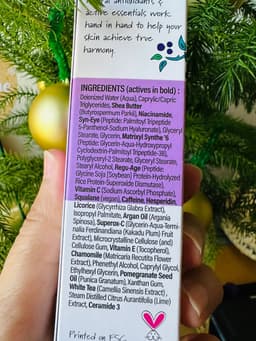 antioxidants &
active essentials work
hand in hand to help your
skin achieve true
harmony.
INGREDIENTS (actives in bold) :
Deionized Water (Aqua), Caprylic/Capric
Triglycerides, Shea Butter
(Butyrospermum Parkii), Niacinamide,
Syn-Eye (Peptide: Palmitoyl Tripeptide
5-Panthenol-Sodium Hyaluronate), Glyceryl
Stearate, Glycerin, Matrixyl Synthe '6
(Peptide: Glycerin-Aqua-Hydroxypropyl
Cyclodextrin-Palmitoyl Tripeptide-38),
Polyglyceryl-2 Stearate, Glyceryl Stearate,
Stearyl Alcohol, Regu-Age (Peptide:
Glycine Soja [Soybean] Protein-Hydrolized
Rice Protein-Superoxide Dismutase),
Vitamin C (Sodium Ascorbyl Phosphate),
Squalane (vegan), Caffeine, Hesperidin,
Licorice (Glycyrrhiza Glabra Extract),
Isopropyl Palmitate, Argan Oil (Argania
Spinosa), Superox-C (Glycerin-Aqua-Termi-
nalia Ferdinandiana (Kakadu Plum) Fruit
Extract), Microcrystalline Cellulose (and)
Cellulose Gum, Vitamin E (Tocopherol),
Chamomile (Matricaria Recutita Flower
Extract), Phenethyl Alcohol, Caprylyl Glycol,
Ethylhexyl Glycerin, Pomegranate Seed
Oil (Punica Granatum), Xanthan Gum,
White Tea (Camellia Sinensis) Extract,
Steam Distilled Citrus Aurantifolia (Lime)
Extract, Ceramide 3
Printed on FSC